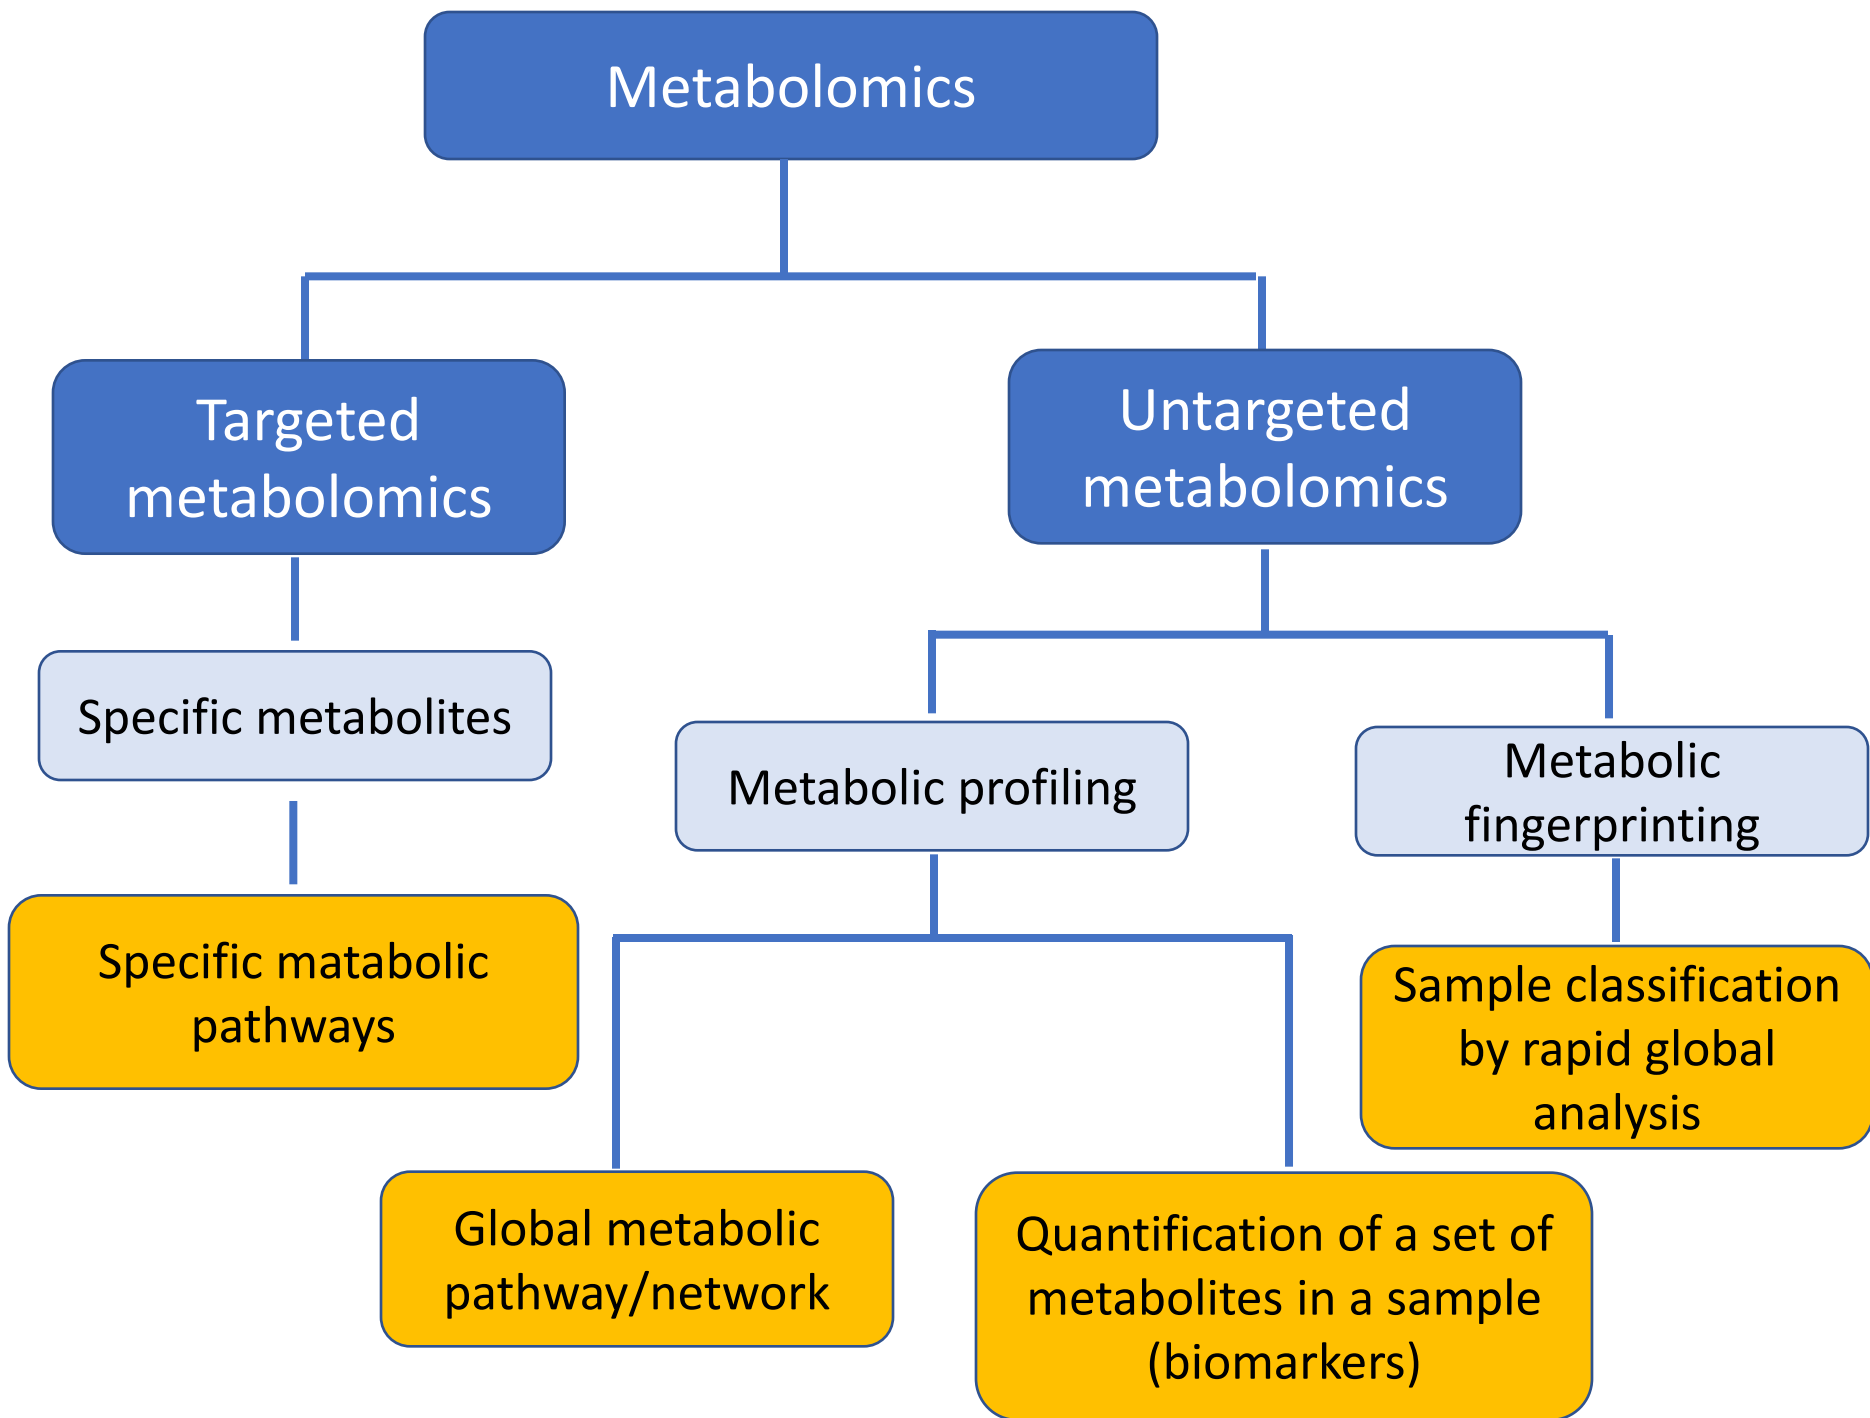 Metabolomics
Targeted
metabolomics
Untargeted
metabolomics
Specific metabolites
Metabolic profiling
Metabolic
fingerprinting
Specific matabolic
pathways
Sample classification
by rapid global
analysis
Global metabolic
pathway/network
Quantification of a set of
metabolites in a sample
(biomarkers)